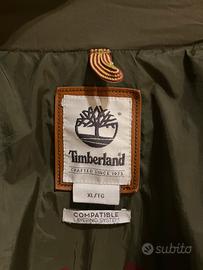 Timberland
CRAFTED SINCE 1973
XL/TG
COMPATIBLE
LAYERING SYSTEM
subito